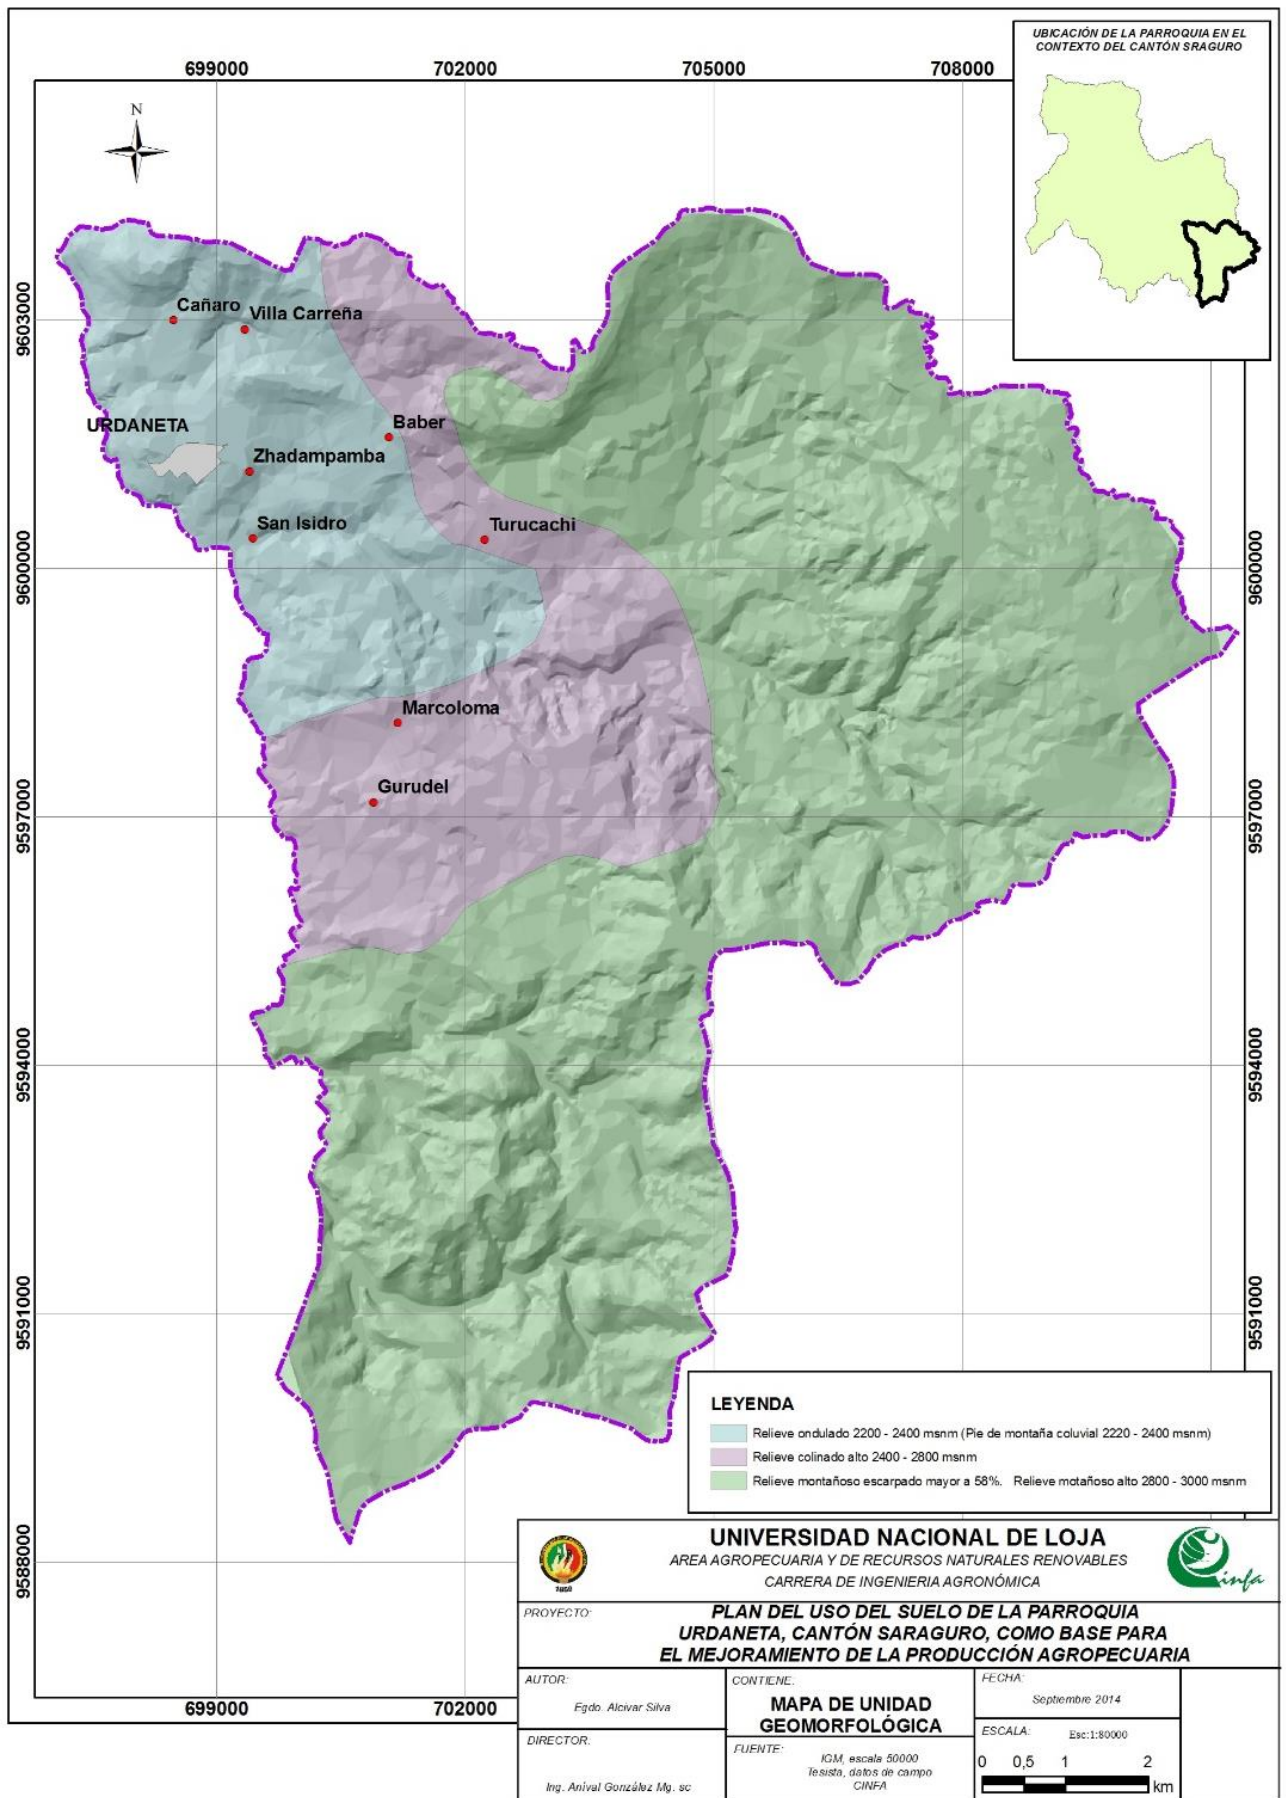 UBICACIÓN DE LA PARROQUIA EN EL
CONTEXTO DEL CANTÓN SRAGURO
699000
702000
705000
708000
N
9603000
Cañaro
Villa Carreña
URDANETA
Baber
Zhadampamba
San Isidro
Turucachi
9600000
9600000
Marcoloma
Gurudel
9597000
9597000
9594000
9594000
9591000
9591000
9588000
LEYENDA
Relieve ondulado 2200 - 2400 msnm (Pie de montaña coluvial 2220 - 2400 msnm)
Relieve colinado alto 2400 - 2800 msnm
Relieve montañoso escarpado mayor a 58%. Relieve motañoso alto 2800 - 3000 msnm
699000
702000
UNIVERSIDAD NACIONAL DE LOJA
AREA AGROPECUARIA Y DE RECURSOS NATURALES RENOVABLES
CARRERA DE INGENIERIA AGRONÓMICA
1859
Cinfa
PROYECTO:
PLAN DEL USO DEL SUELO DE LA PARROQUIA
URDANETA, CANTÓN SARAGURO, COMO BASE PARA
EL MEJORAMIENTO DE LA PRODUCCIÓN AGROPECUARIA
AUTOR:
Egdo. Alcivar Silva
DIRECTOR:
Ing. Aníval González Mg. sc
CONTIENE:
MAPA DE UNIDAD
GEOMORFOLÓGICA
FUENTE:
IGM, escala 50000
Tesista, datos de campo
CINFA
FECHA:
Septiembre 2014
ESCALA:
Esc:1:80000
0 0,5 1 2
km